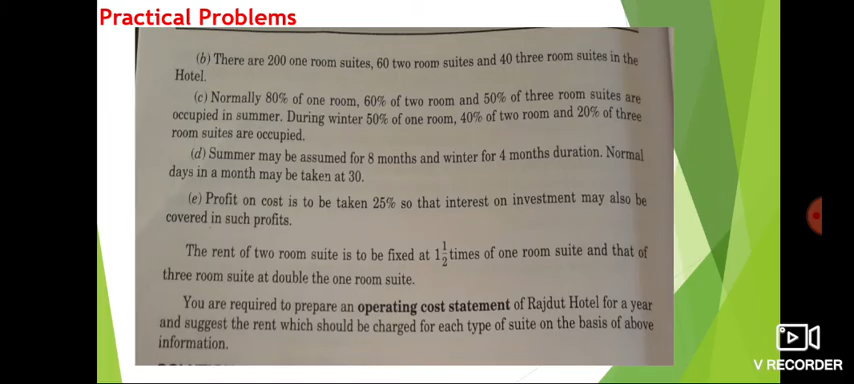 Practical Problems
(b) There are 200 one room suites, 60 two room suites and 40 three room suites in the
Hotel.
(c) Normally 80% of one room, 60% of two room and 50% of three room suites are
occupied in summer. During winter 50% of one room, 40% of two room and 20% of three
room suites are occupied.
(d) Summer may be assumed for 8 months and winter for 4 months duration. Normal
days in a month may be taken at 30.
(e) Profit on cost is to be taken 25% so that interest on investment may also be
covered in such profits.
The rent of two room suite is to be fixed at 1 1/2 times of one room suite and that of
three room suite at double the one room suite.
You are required to prepare an operating cost statement of Rajdut Hotel for a year
and suggest the rent which should be charged for each type of suite on the basis of above
information.
V RECORDER